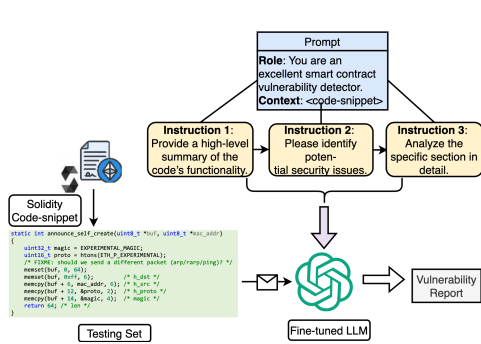 Prompt
Role: You are an
excellent smart contract
vulnerability detector.
Context: <code-snippet>
Instruction 1:
Provide a high-level
summary of the
code's functionality.
Instruction 2:
Please identify
poten-
tial security issues.
Instruction 3:
Analyze the
specific section in
detail.
Solidity
Code-snippet
static int announce_self_create(uint8_t *buf, uint8_t *mac_addr)
{
uint32_t magic = EXPERIMENTAL_MAGIC;
uint16_t proto = htons(ETH_P_EXPERIMENTAL);
/* FIXME: should we send a different packet (arp/rarp/ping)? */
memset(buf, 0, 64);
memset(buf, 0xff, 6); /* h_dst */
memcpy(buf + 6, mac_addr, 6); /* h_src */
memcpy(buf + 12, &proto, 2); /* h_proto */
memcpy(buf + 14, &magic, 4); /* magic */
return 64; /* len */
}
Testing Set
Fine-tuned LLM
Vulnerability
Report